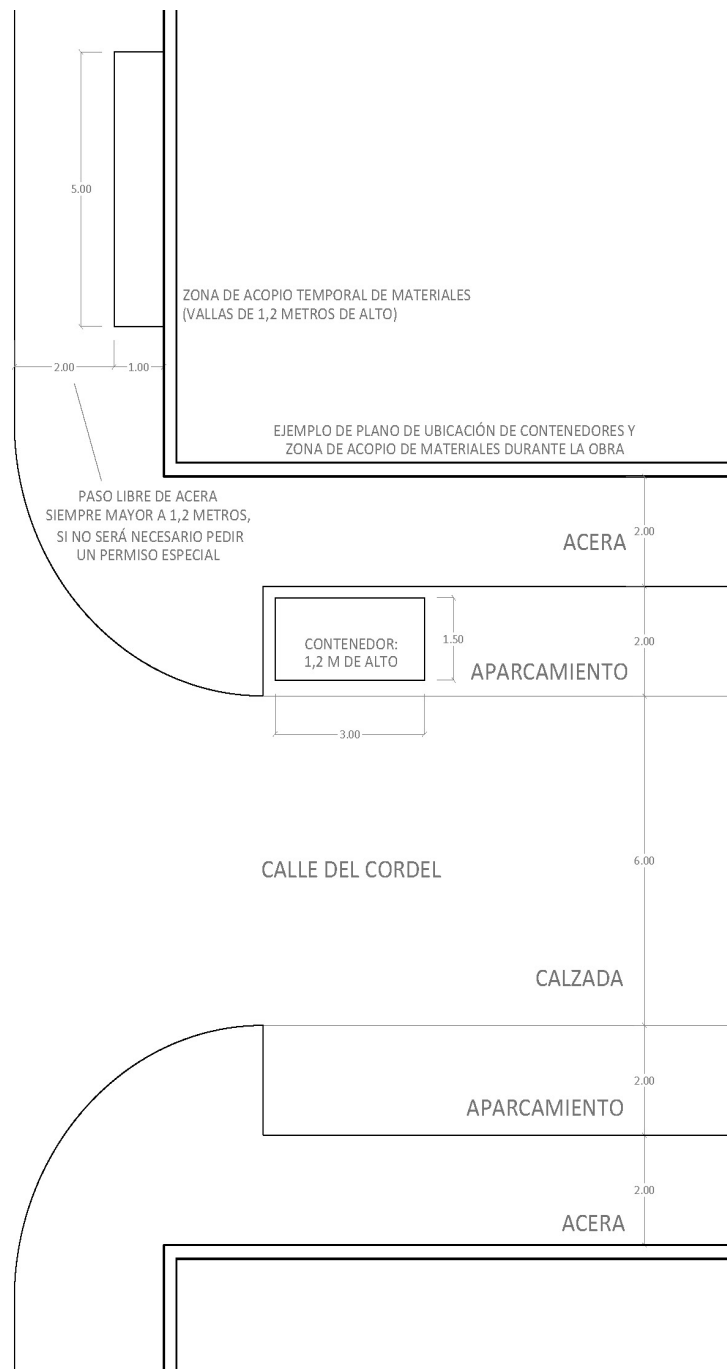 5.00
ZONA DE ACOPIO TEMPORAL DE MATERIALES
(VALLAS DE 1,2 METROS DE ALTO)
2.00
1.00
EJEMPLO DE PLANO DE UBICACIÓN DE CONTENEDORES Y
ZONA DE ACOPIO DE MATERIALES DURANTE LA OBRA
PASO LIBRE DE ACERA
SIEMPRE MAYOR A 1,2 METROS,
SI NO SERÁ NECESARIO PEDIR
UN PERMISO ESPECIAL
ACERA
2.00
CONTENEDOR:
1,2 M DE ALTO
1.50
2.00
APARCAMIENTO
3.00
CALLE DEL CORDEL
6.00
CALZADA
2.00
APARCAMIENTO
2.00
ACERA